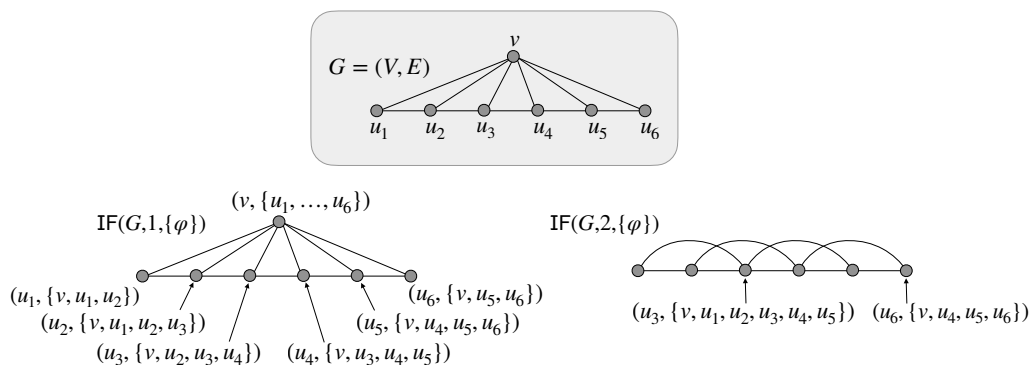 v
G = (V, E)
u₁ u₂ u₃ u₄ u₅ u₆
(v, {u₁, …, u₆})
IF(G,1,{φ})
IF(G,2,{φ})
(u₁, {v, u₁, u₂})
(u₆, {v, u₅, u₆})
(u₂, {v, u₁, u₂, u₃})
(u₅, {v, u₄, u₅, u₆})
(u₃, {v, u₁, u₂, u₃, u₄, u₅})
(u₆, {v, u₄, u₅, u₆})
(u₃, {v, u₂, u₃, u₄})
(u₄, {v, u₃, u₄, u₅})